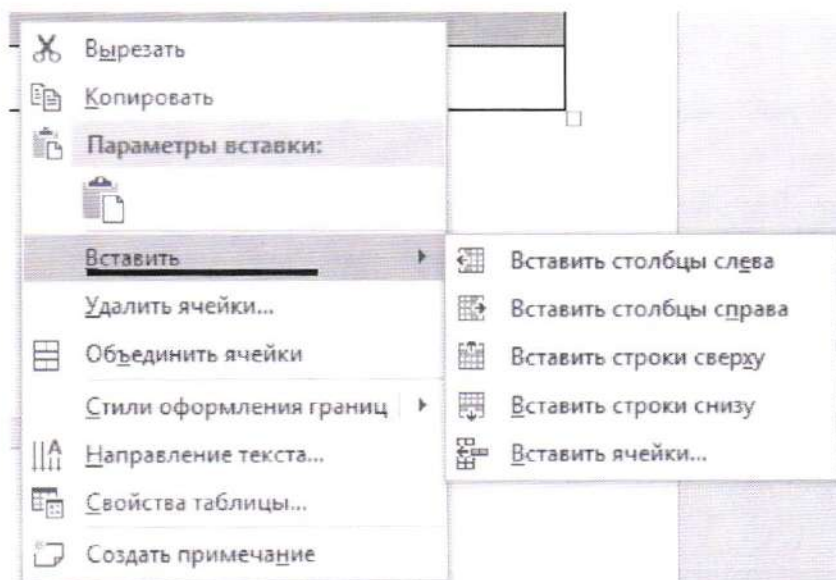 Вырезать
Копировать
Параметры вставки:
Вставить
Удалить ячейки...
Объединить ячейки
Стили оформления границ
Направление текста...
Свойства таблицы...
Создать примечание
Вставить столбцы слева
Вставить столбцы справа
Вставить строки сверху
Вставить строки снизу
Вставить ячейки...